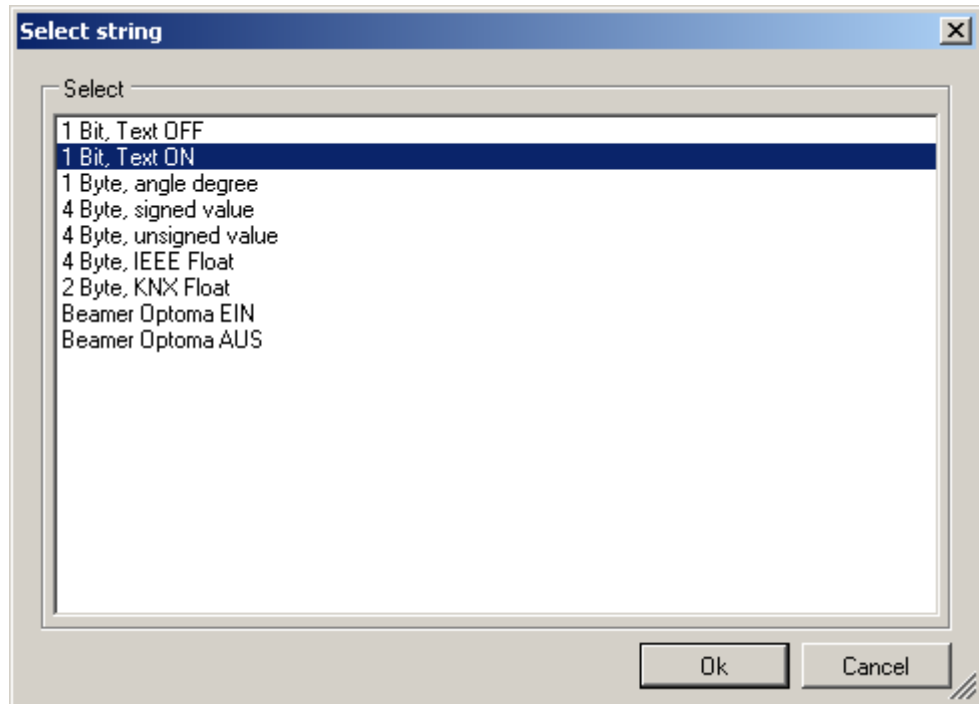 Select string
Select
1 Bit, Text OFF
1 Bit, Text ON
1 Byte, angle degree
4 Byte, signed value
4 Byte, unsigned value
4 Byte, IEEE Float
2 Byte, KNX Float
Beamer Optoma EIN
Beamer Optoma AUS
Ok Cancel